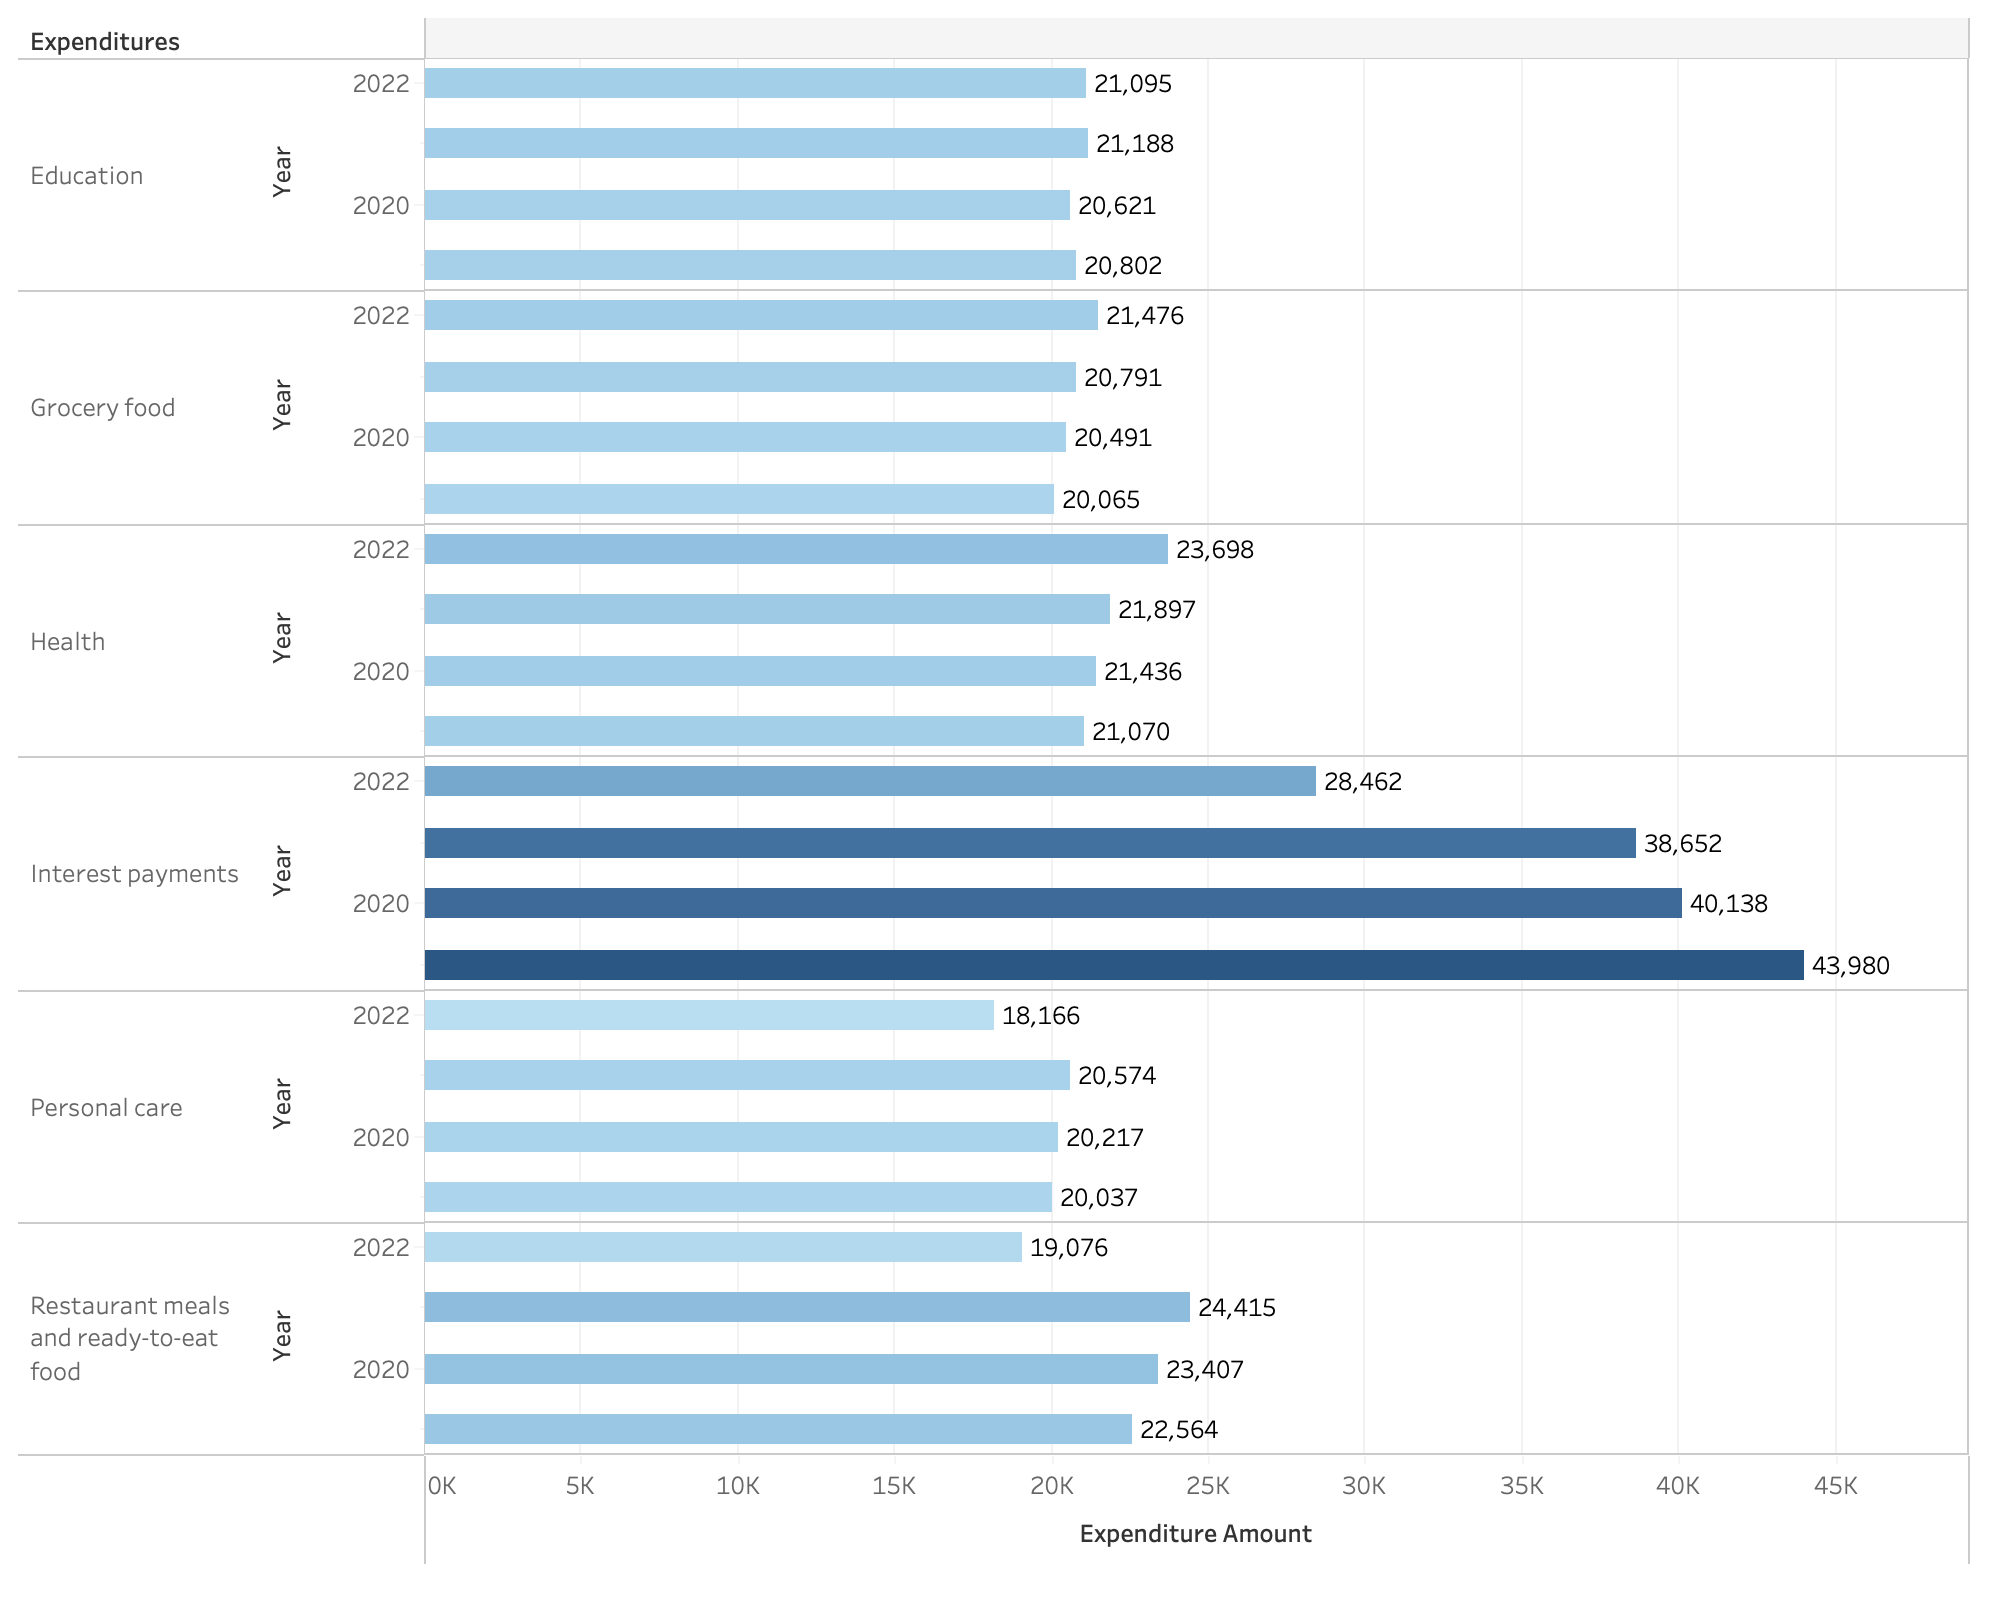 Expenditures
Education
Year
2022
21,095
21,188
2020
20,621
20,802
Grocery food
Year
2022
21,476
20,791
2020
20,491
20,065
Health
Year
2022
23,698
21,897
2020
21,436
21,070
Interest payments
Year
2022
28,462
38,652
2020
40,138
43,980
Personal care
Year
2022
18,166
20,574
2020
20,217
20,037
Restaurant meals
and ready-to-eat
food
Year
2022
19,076
24,415
2020
23,407
22,564
0K 5K 10K 15K 20K 25K 30K 35K 40K 45K
Expenditure Amount